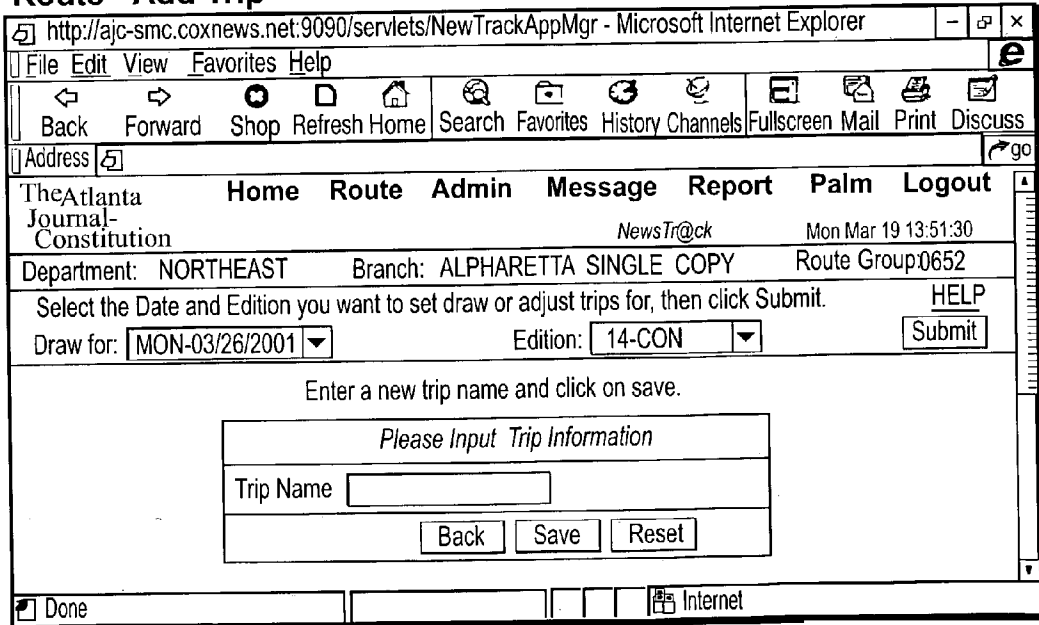 Route - Add Trip
http://ajc-smc.coxnews.net:9090/servlets/NewTrackAppMgr - Microsoft Internet Explorer
File Edit View Favorites Help
Back Forward Shop Refresh Home Search Favorites History Channels Fullscreen Mail Print Discuss
Address go
The Atlanta Journal-Constitution
Home Route Admin Message Report Palm Logout
NewsTr@ck Mon Mar 19 13:51:30
Department: NORTHEAST Branch: ALPHARETTA SINGLE COPY Route Group:0652
Select the Date and Edition you want to set draw or adjust trips for, then click Submit. HELP
Draw for: MON-03/26/2001 Edition: 14-CON Submit
Enter a new trip name and click on save.
Please Input Trip Information
Trip Name
Back Save Reset
Done Internet